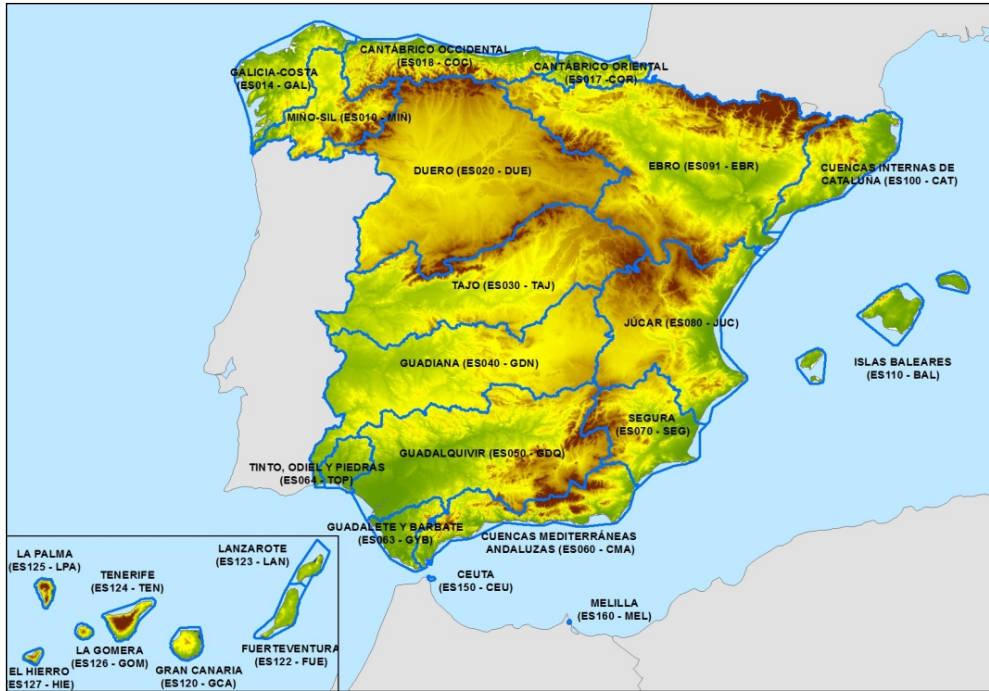 CANTÁBRICO OCCIDENTAL
(ES018 - COC)
CANTÁBRICO ORIENTAL
(ES017 -COR)
GALICIA-COSTA
(ES014 - GAL)
MIÑO-SIL (ES010 - MIN)
DUERO (ES020 - DUE)
EBRO (ES091 - EBR)
CUENCAS INTERNAS DE
CATALUÑA (ES100 - CAT)
TAJO (ES030 - TAJ)
JÚCAR (ES080 - JUC)
ISLAS BALEARES
(ES110 - BAL)
GUADIANA (ES040 - GDN)
SEGURA
(ES070 - SEG)
GUADALQUIVIR (ES050 - GDQ)
TINTO, ODIEL Y PIEDRAS
(ES064 - TOP)
GUADALETE Y BARBATE
(ES063 - GYB)
CUENCAS MEDITERRÁNEAS
ANDALUZAS (ES060 - CMA)
CEUTA
(ES150 - CEU)
MELILLA
(ES160 - MEL)
LA PALMA
(ES125 - LPA)
TENERIFE
(ES124 - TEN)
LANZAROTE
(ES123 - LAN)
EL HIERRO
(ES127 - HIE)
LA GOMERA
(ES126 - GOM)
GRAN CANARIA
(ES120 - GCA)
FUERTEVENTURA
(ES122 - FUE)